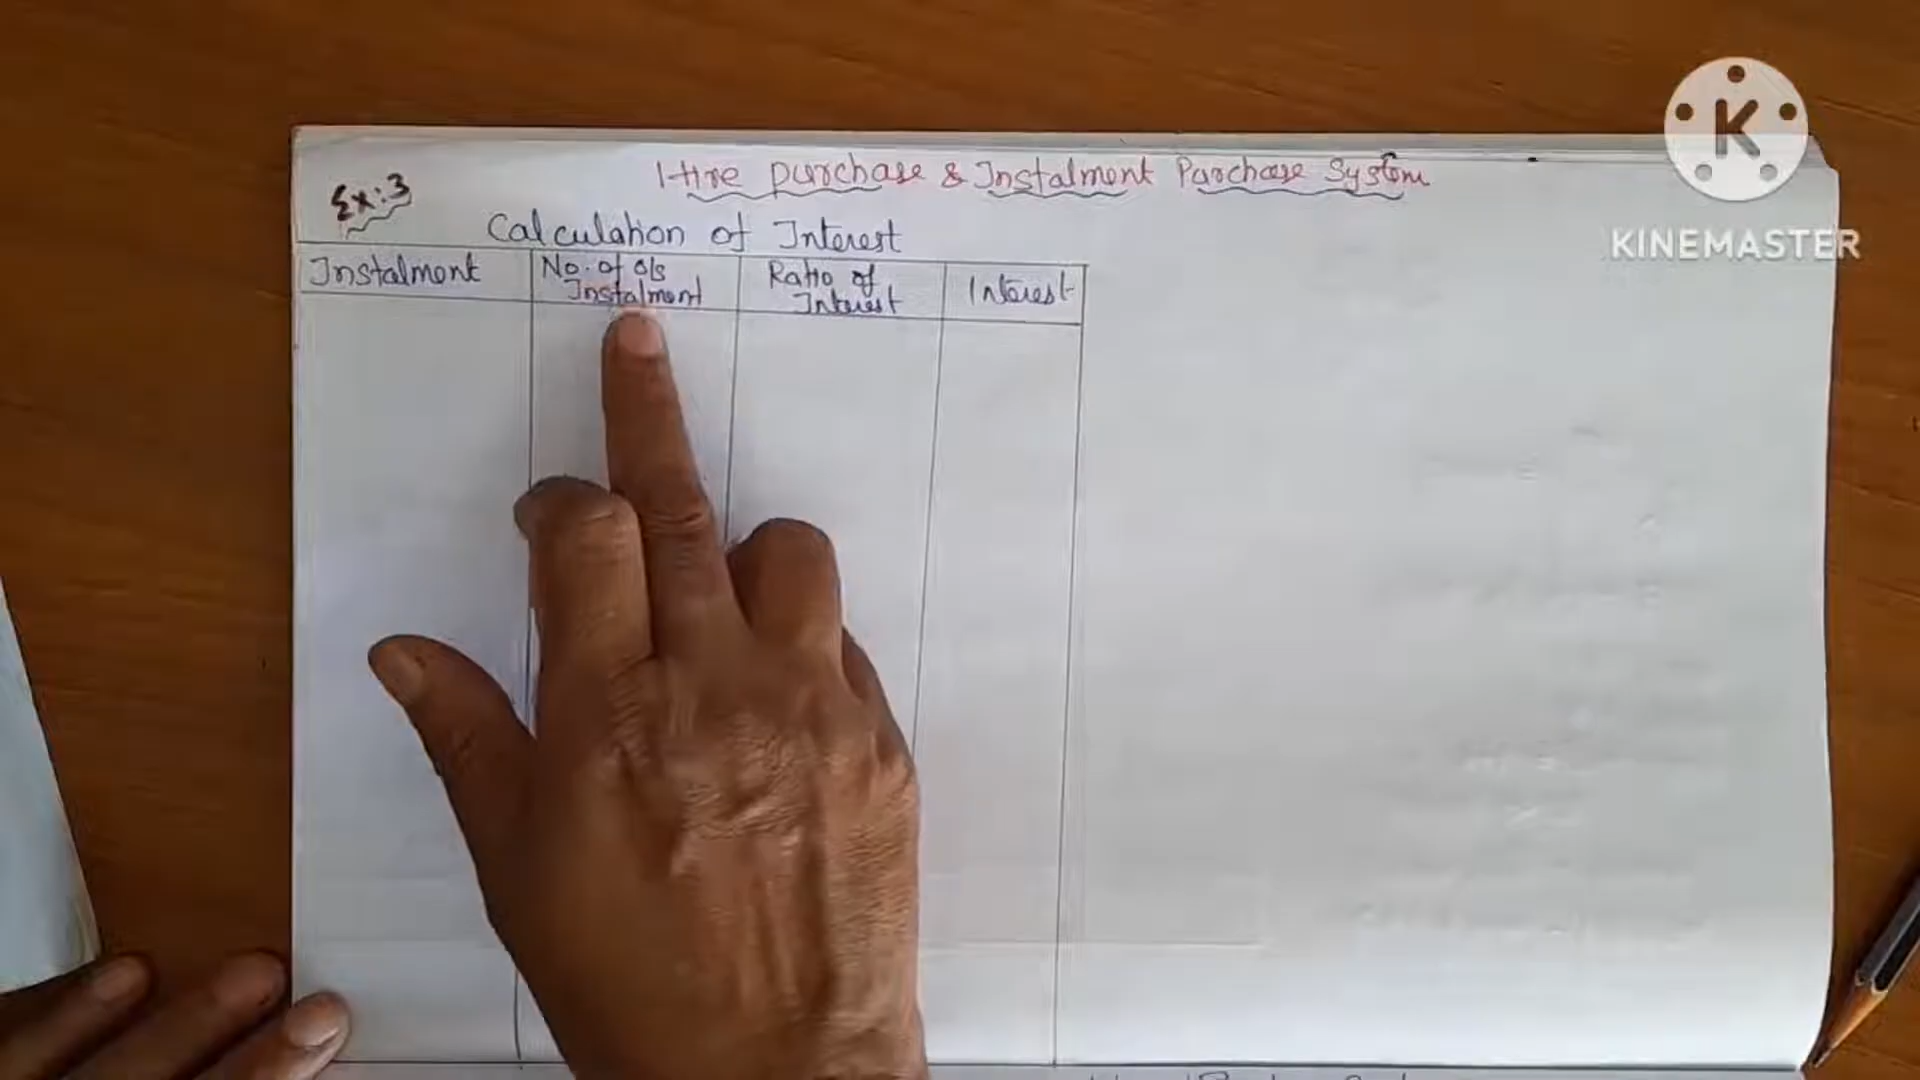 Hire Purchase & Instalment Purchase System
Ex:3
Calculation of Interest
Instalment
No. of o/s
Instalment
Ratio of
Interest
Interest
K
KINEMASTER